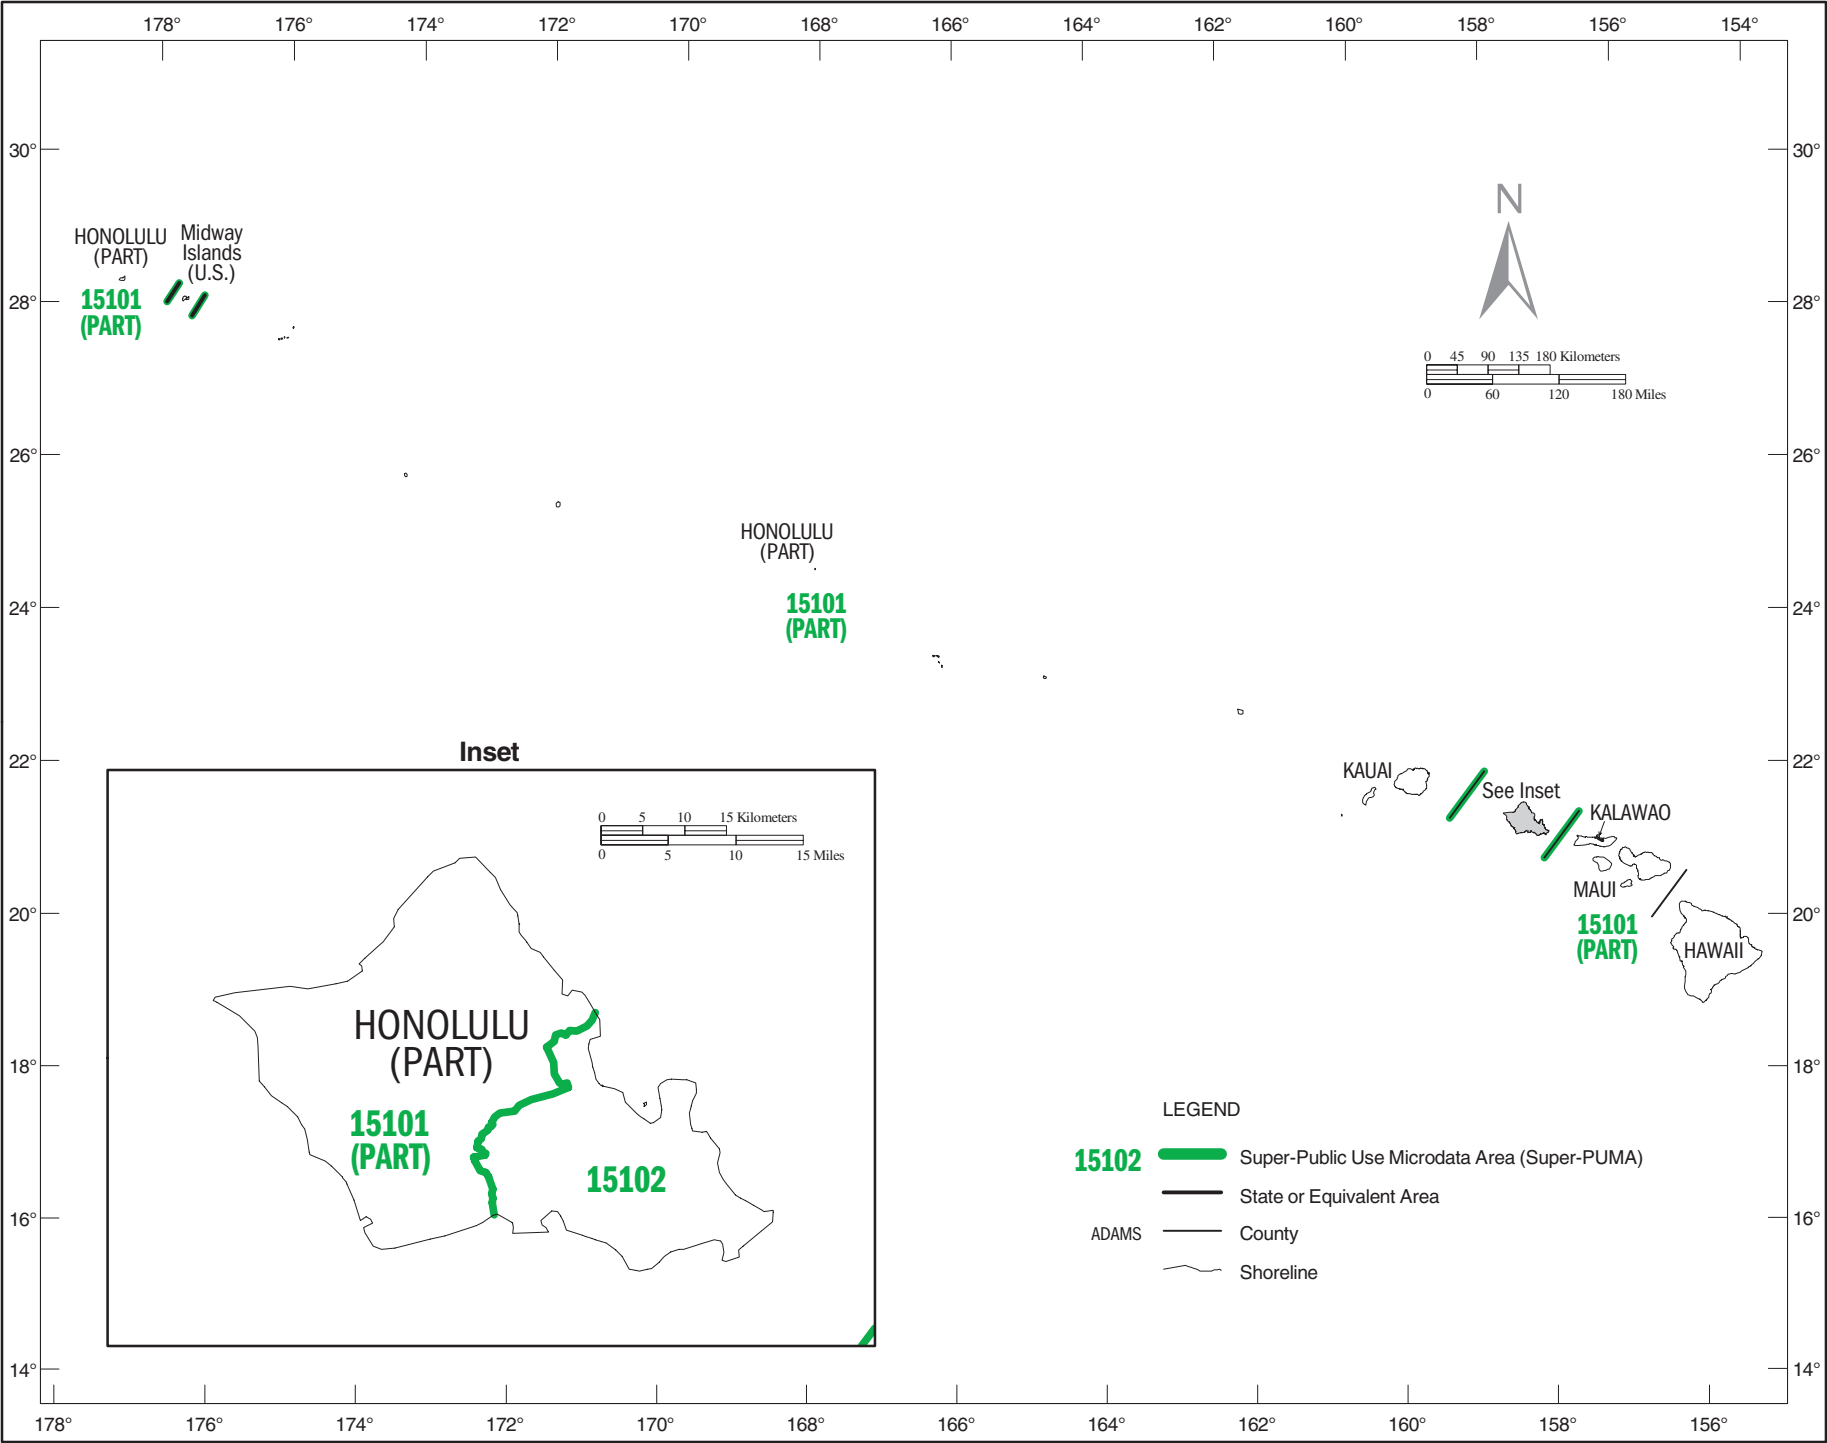 178° 176° 174° 172° 170° 168° 166° 164° 162° 160° 158° 156° 154°
30° 30°
N
HONOLULU
(PART)
Midway
Islands
(U.S.)
15101
(PART)
28° 28°
0 45 90 135 180 Kilometers
0 60 120 180 Miles
26° 26°
HONOLULU
(PART)
15101
(PART)
24° 24°
22° 22°
KAUAI
See Inset
KALAWAO
MAUI
15101
(PART)
HAWAII
20° 20°
Inset
0 5 10 15 Kilometers
0 5 10 15 Miles
HONOLULU
(PART)
15101
(PART)
15102
18° 18°
LEGEND
15102 Super-Public Use Microdata Area (Super-PUMA)
State or Equivalent Area
ADAMS County
Shoreline
16° 16°
14° 14°
178° 176° 174° 172° 170° 168° 166° 164° 162° 160° 158° 156°